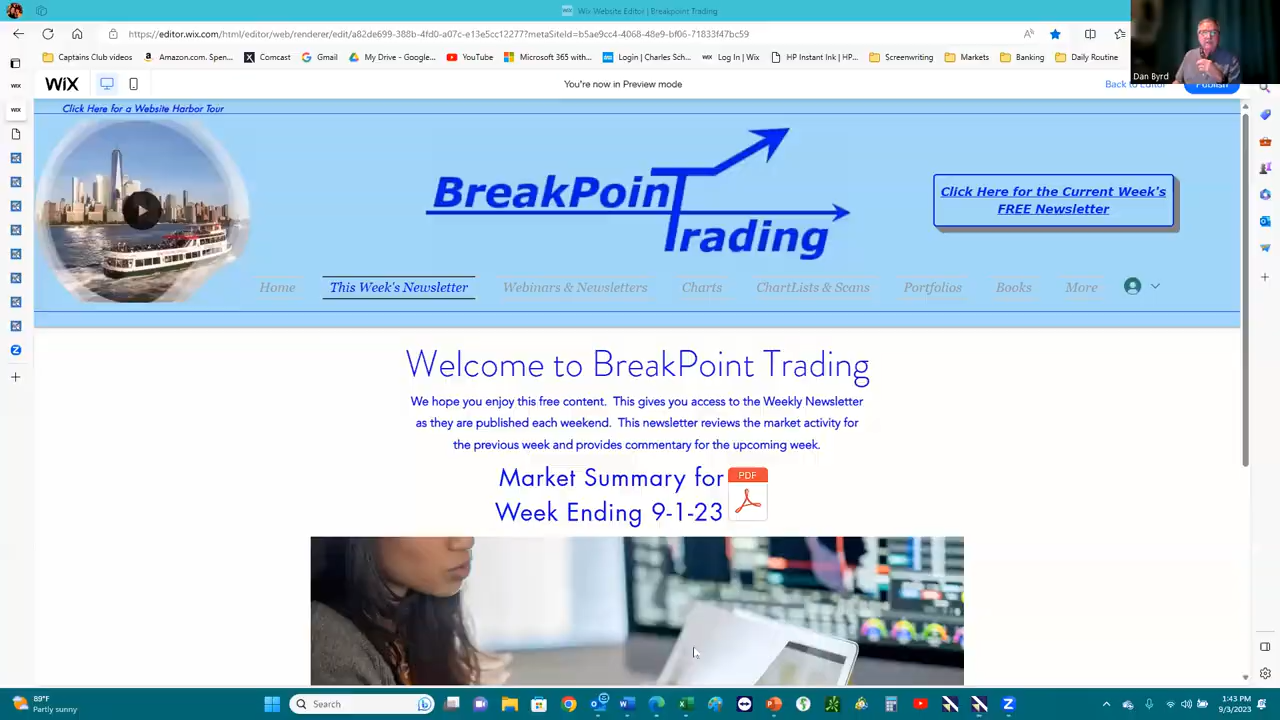 Wix Website Editor | Breakpoint Trading
https://editor.wix.com/html/editor/web/renderer/edit/a82de699-388b-4fd0-a07c-e13e5cc12277?metaSiteId=b5ae9cc4-4068-48e9-bf06-71833f47bc59
Captains Club videos
Amazon.com. Spen...
Comcast
Gmail
My Drive - Google...
YouTube
Microsoft 365 with...
Login | Charles Sch...
Log In | Wix
HP Instant Ink | HP...
Screenwriting
Markets
Banking
Daily Routine
Dan Byrd
WIX
You're now in Preview mode
Back to Editor
Publish
Click Here for a Website Harbor Tour
BreakPoint
Trading
Click Here for the Current Week's
FREE Newsletter
Home
This Week's Newsletter
Webinars & Newsletters
Charts
ChartLists & Scans
Portfolios
Books
More
Welcome to BreakPoint Trading
We hope you enjoy this free content. This gives you access to the Weekly Newsletter
as they are published each weekend. This newsletter reviews the market activity for
the previous week and provides commentary for the upcoming week.
Market Summary for
Week Ending 9-1-23
PDF
89°F
Partly sunny
Search
1:43 PM
9/3/2023